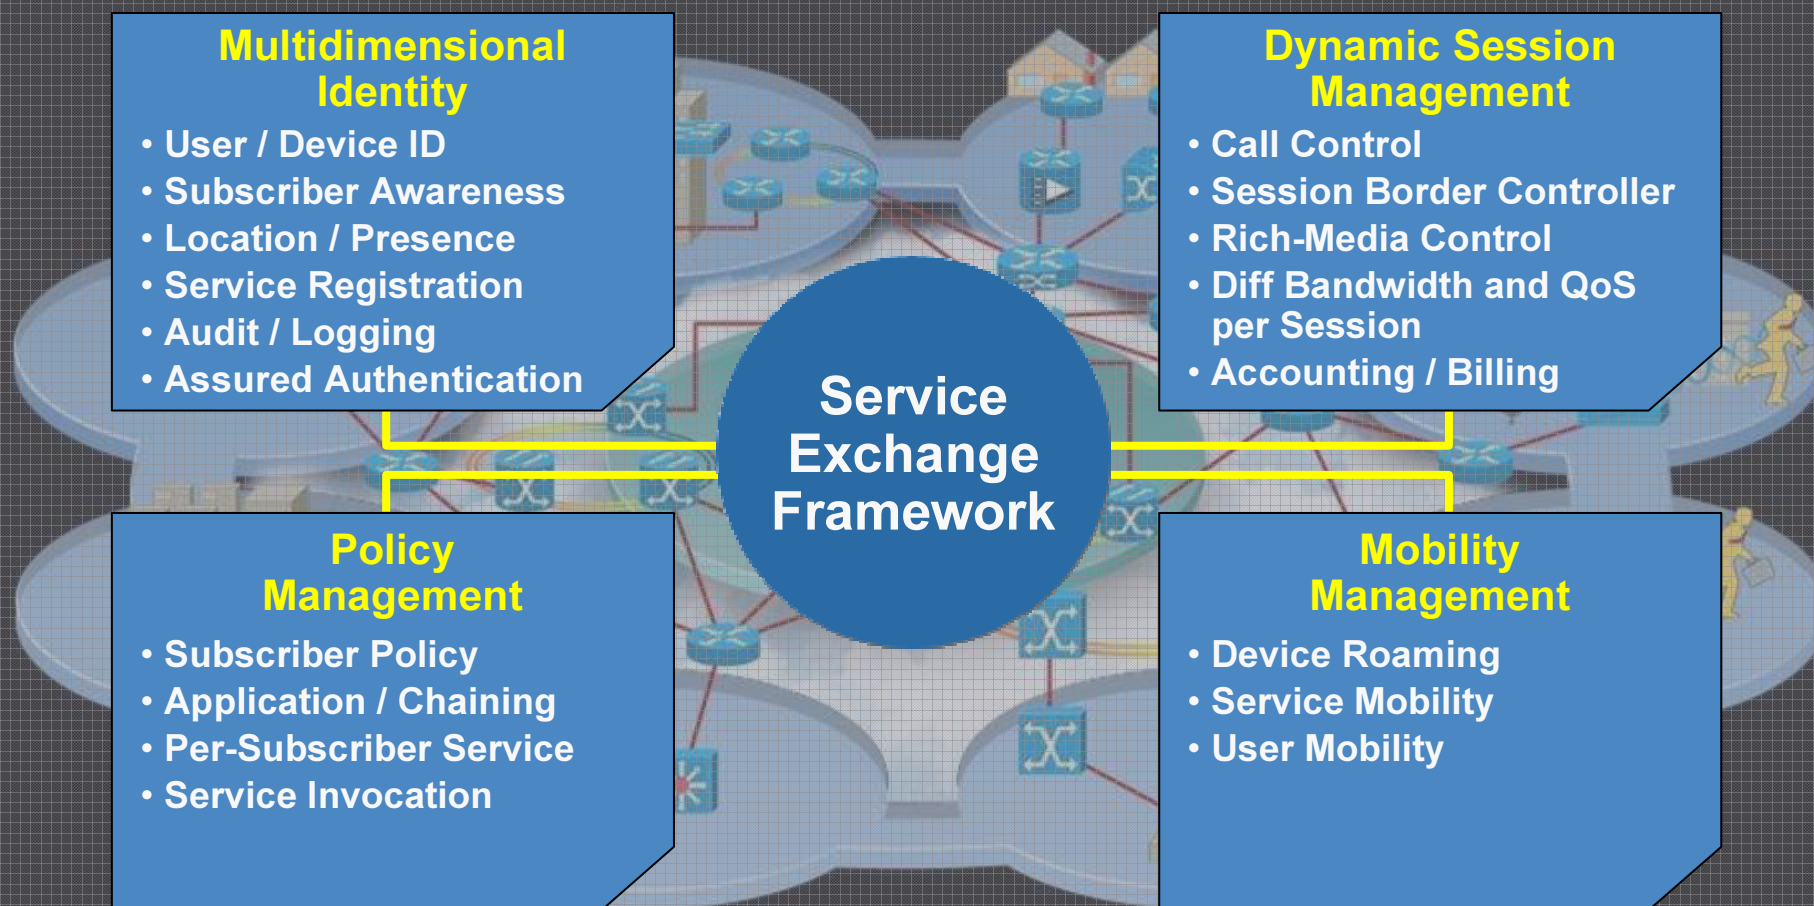 Multidimensional
Identity
• User / Device ID
• Subscriber Awareness
• Location / Presence
• Service Registration
• Audit / Logging
• Assured Authentication
Dynamic Session
Management
• Call Control
• Session Border Controller
• Rich-Media Control
• Diff Bandwidth and QoS
per Session
• Accounting / Billing
Service
Exchange
Framework
Policy
Management
• Subscriber Policy
• Application / Chaining
• Per-Subscriber Service
• Service Invocation
Mobility
Management
• Device Roaming
• Service Mobility
• User Mobility